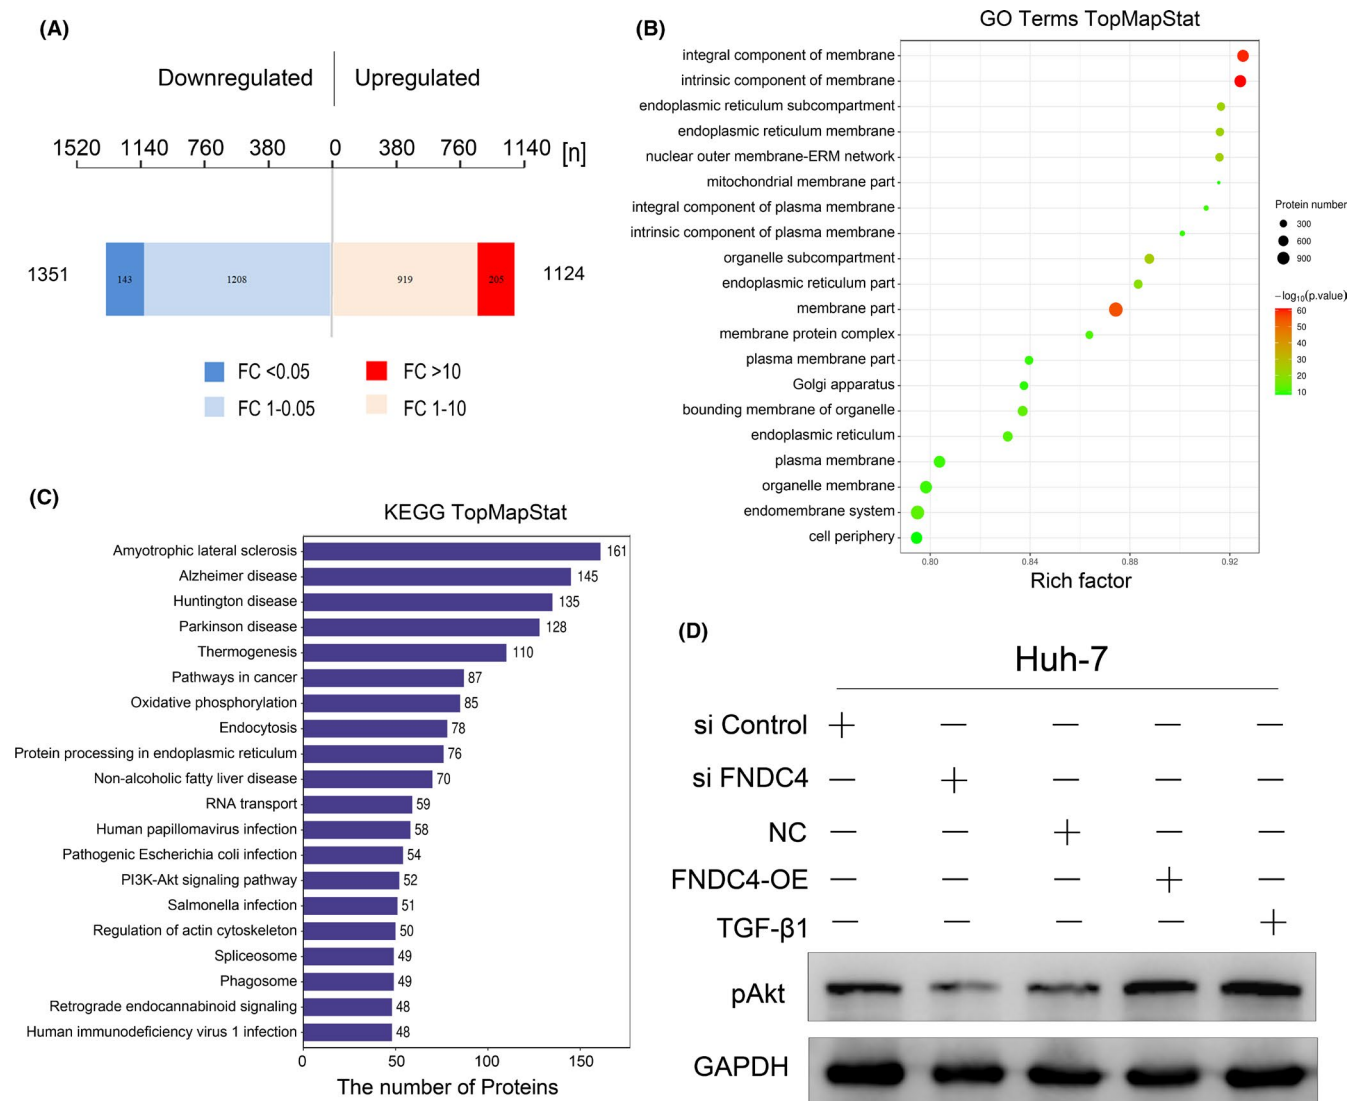 (A)
Downregulated Upregulated
1520 1140 760 380 0 380 760 1140 [n]
1351 143 1208 919 205 1124
FC <0.05 FC >10
FC 1-0.05 FC 1-10
(B)
GO Terms TopMapStat
integral component of membrane
intrinsic component of membrane
endoplasmic reticulum subcompartment
endoplasmic reticulum membrane
nuclear outer membrane-ERM network
mitochondrial membrane part
integral component of plasma membrane
intrinsic component of plasma membrane
organelle subcompartment
endoplasmic reticulum part
membrane part
membrane protein complex
plasma membrane part
Golgi apparatus
bounding membrane of organelle
endoplasmic reticulum
plasma membrane
organelle membrane
endomembrane system
cell periphery
0.80 0.84 0.88 0.92
Rich factor
Protein number
300
600
900
−log10(p.value)
60
50
40
30
20
10
(C)
KEGG TopMapStat
Amyotrophic lateral sclerosis 161
Alzheimer disease 145
Huntington disease 135
Parkinson disease 128
Thermogenesis 110
Pathways in cancer 87
Oxidative phosphorylation 85
Endocytosis 78
Protein processing in endoplasmic reticulum 76
Non-alcoholic fatty liver disease 70
RNA transport 59
Human papillomavirus infection 58
Pathogenic Escherichia coli infection 54
PI3K-Akt signaling pathway 52
Salmonella infection 51
Regulation of actin cytoskeleton 50
Spliceosome 49
Phagosome 49
Retrograde endocannabinoid signaling 48
Human immunodeficiency virus 1 infection 48
0 50 100 150
The number of Proteins
(D)
Huh-7
si Control + — — — —
si FNDC4 — + — — —
NC — — + — —
FNDC4-OE — — — + —
TGF-β1 — — — — +
pAkt
GAPDH